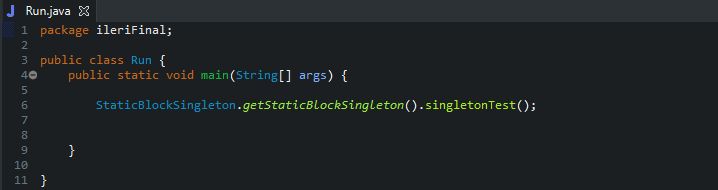 J Run.java
1 package ileriFinal;
2
3 public class Run {
4 public static void main(String[] args) {
5
6 StaticBlockSingleton.getStaticBlockSingleton().singletonTest();
7
8
9 }
10
11 }